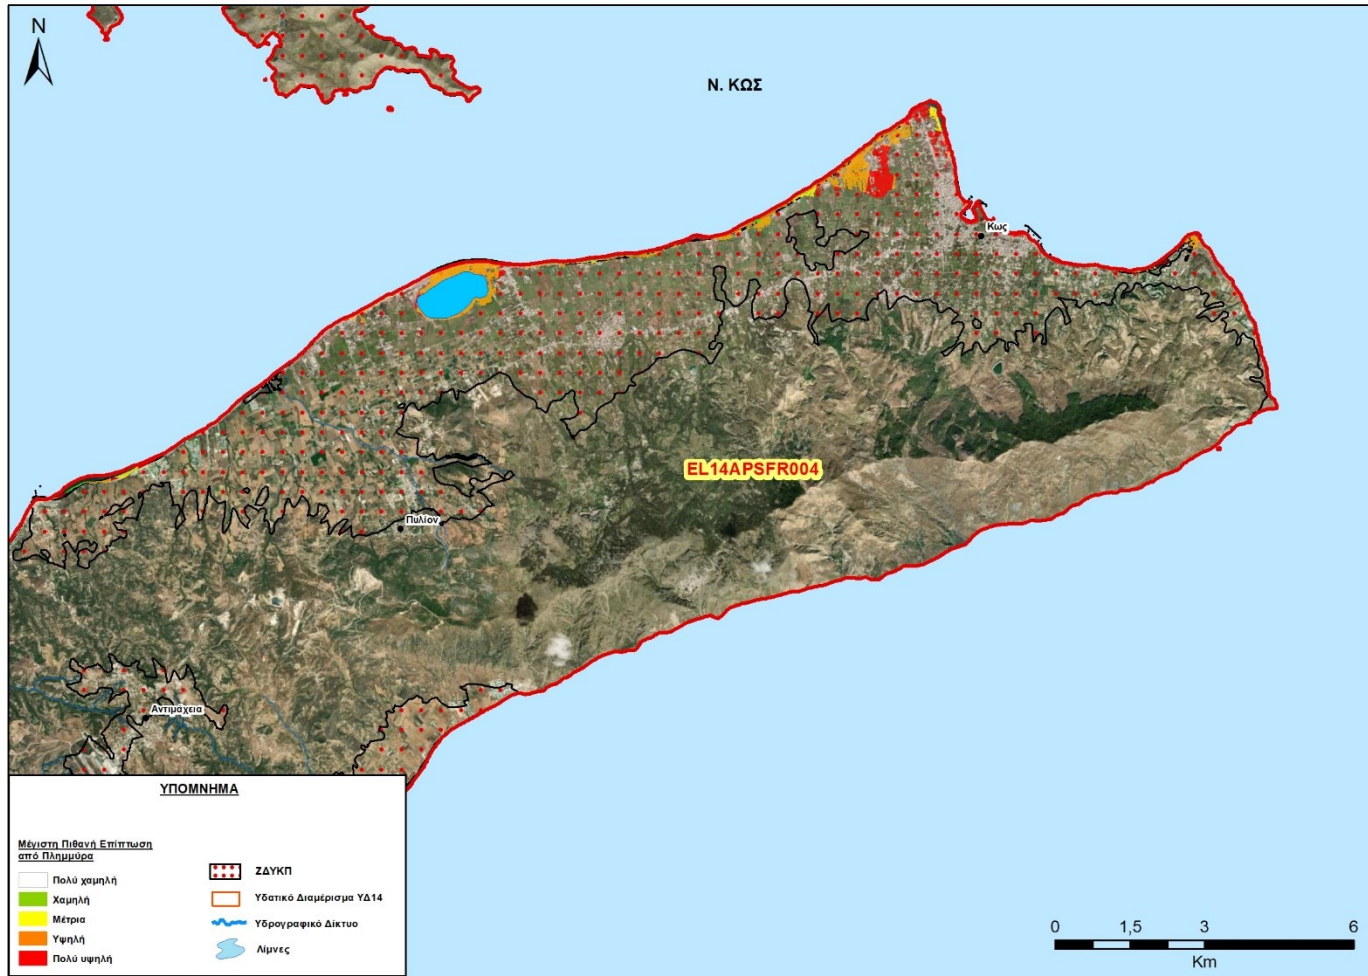 N
Ν. ΚΩΣ
Κως
EL14APSFR004
Πυλίον
Αντιμάχεια
ΥΠΟΜΝΗΜΑ
Μέγιστη Πιθανή Επίπτωση
από Πλημμύρα
Πολύ χαμηλή
Χαμηλή
Μέτρια
Υψηλή
Πολύ υψηλή
ΖΔΥΚΠ
Υδατικό Διαμέρισμα ΥΔ14
Υδρογραφικό Δίκτυο
Λίμνες
0 1,5 3 6
Km